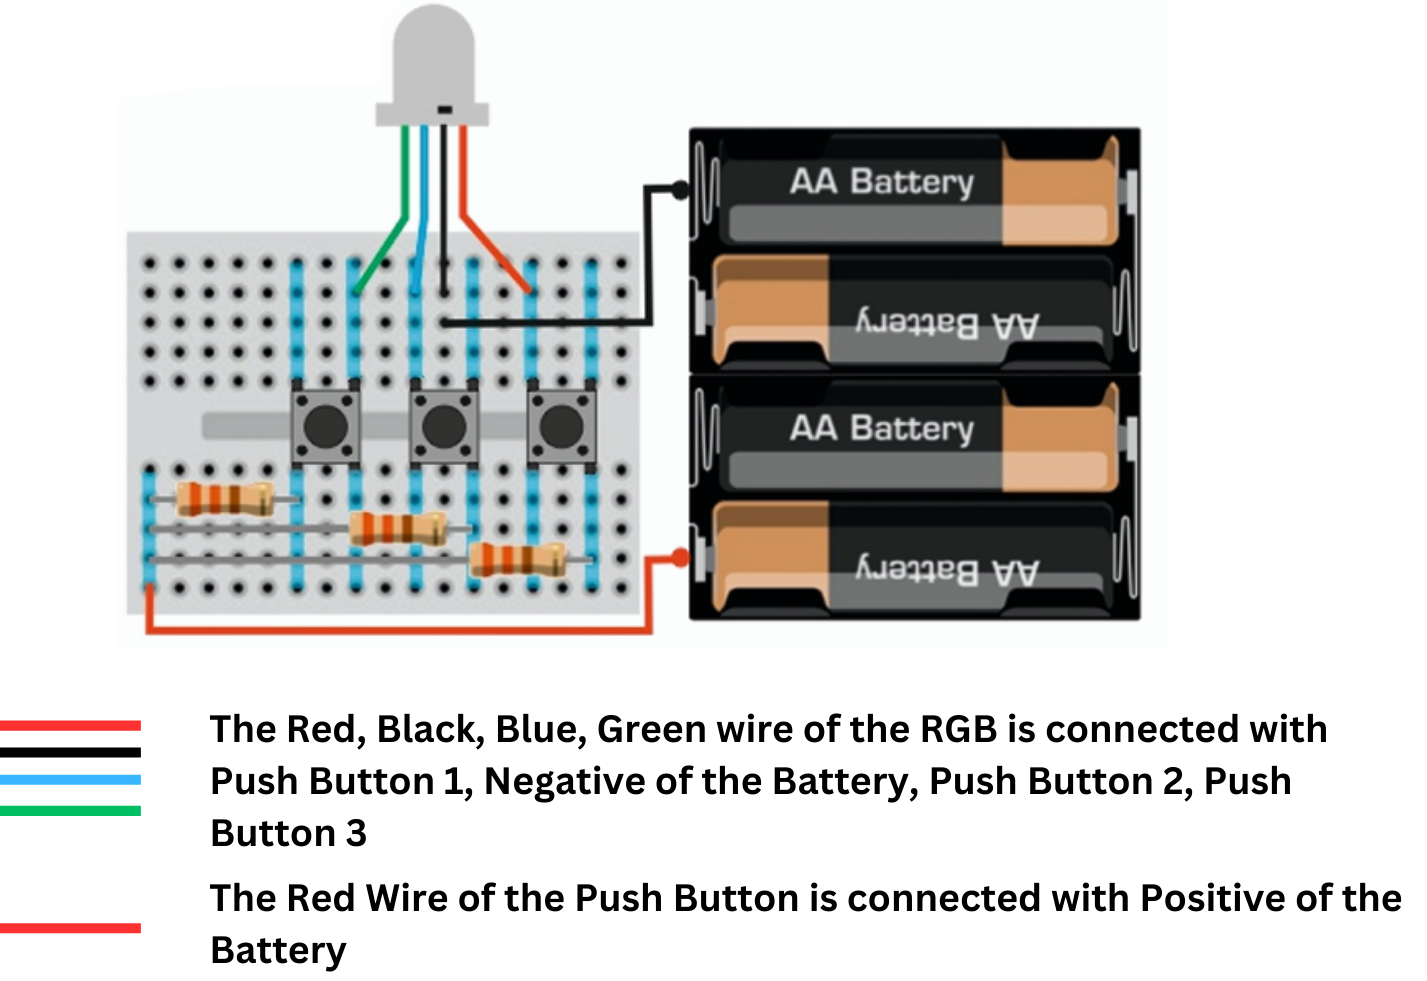 AA Battery
AA Battery
AA Battery
AA Battery
The Red, Black, Blue, Green wire of the RGB is connected with
Push Button 1, Negative of the Battery, Push Button 2, Push
Button 3
The Red Wire of the Push Button is connected with Positive of the
Battery